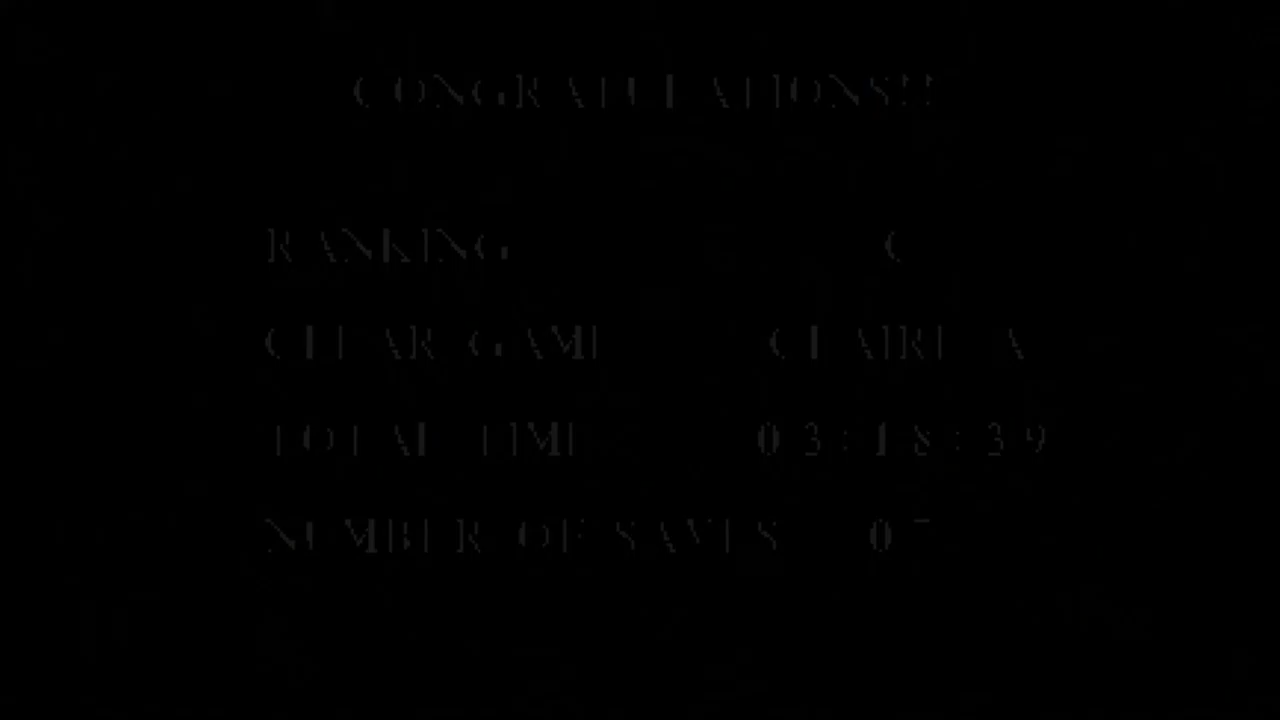 CONGRATULATIONS!!
RANKING C
CLEAR GAME CLAIRE A
TOTAL TIME 03:18:39
NUMBER OF SAVES 07